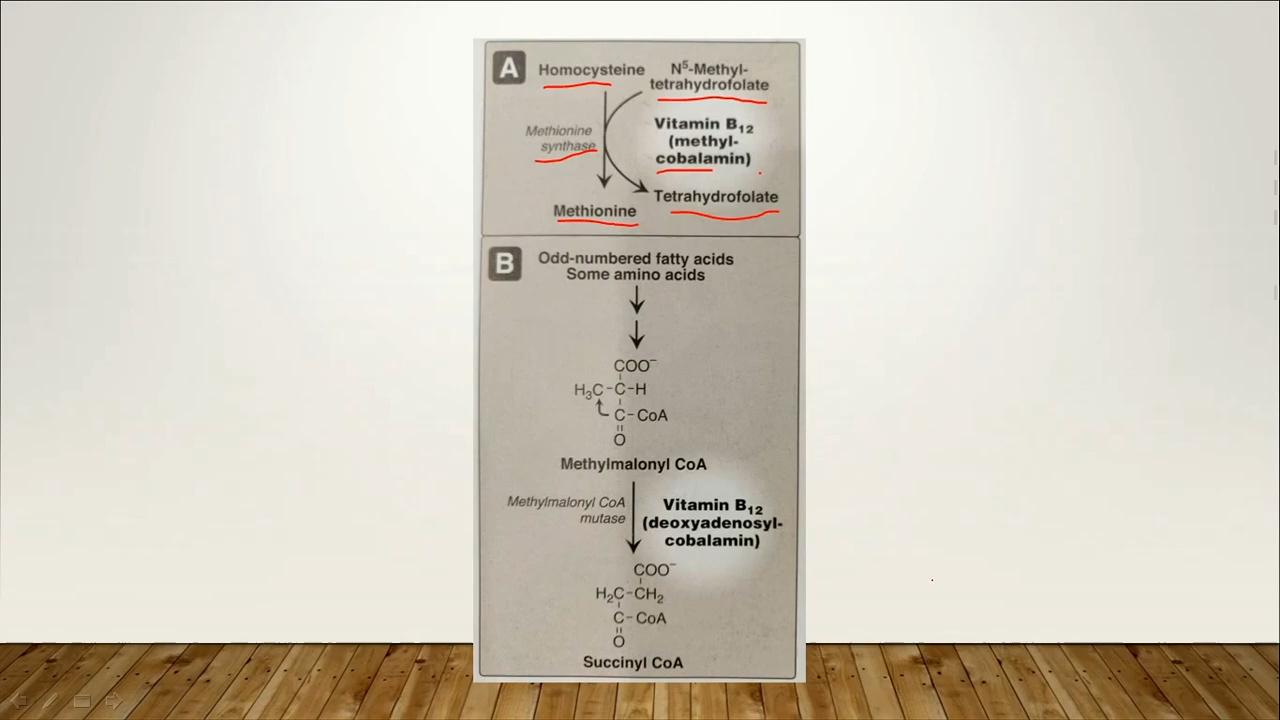 A
Homocysteine
N⁵-Methyl-
tetrahydrofolate
Methionine
synthase
Vitamin B₁₂
(methyl-
cobalamin)
Tetrahydrofolate
Methionine
B
Odd-numbered fatty acids
Some amino acids
COO⁻
H₃C-C-H
C-CoA
O
Methylmalonyl CoA
Methylmalonyl CoA
mutase
Vitamin B₁₂
(deoxyadenosyl-
cobalamin)
COO⁻
H₂C-CH₂
C-CoA
O
Succinyl CoA